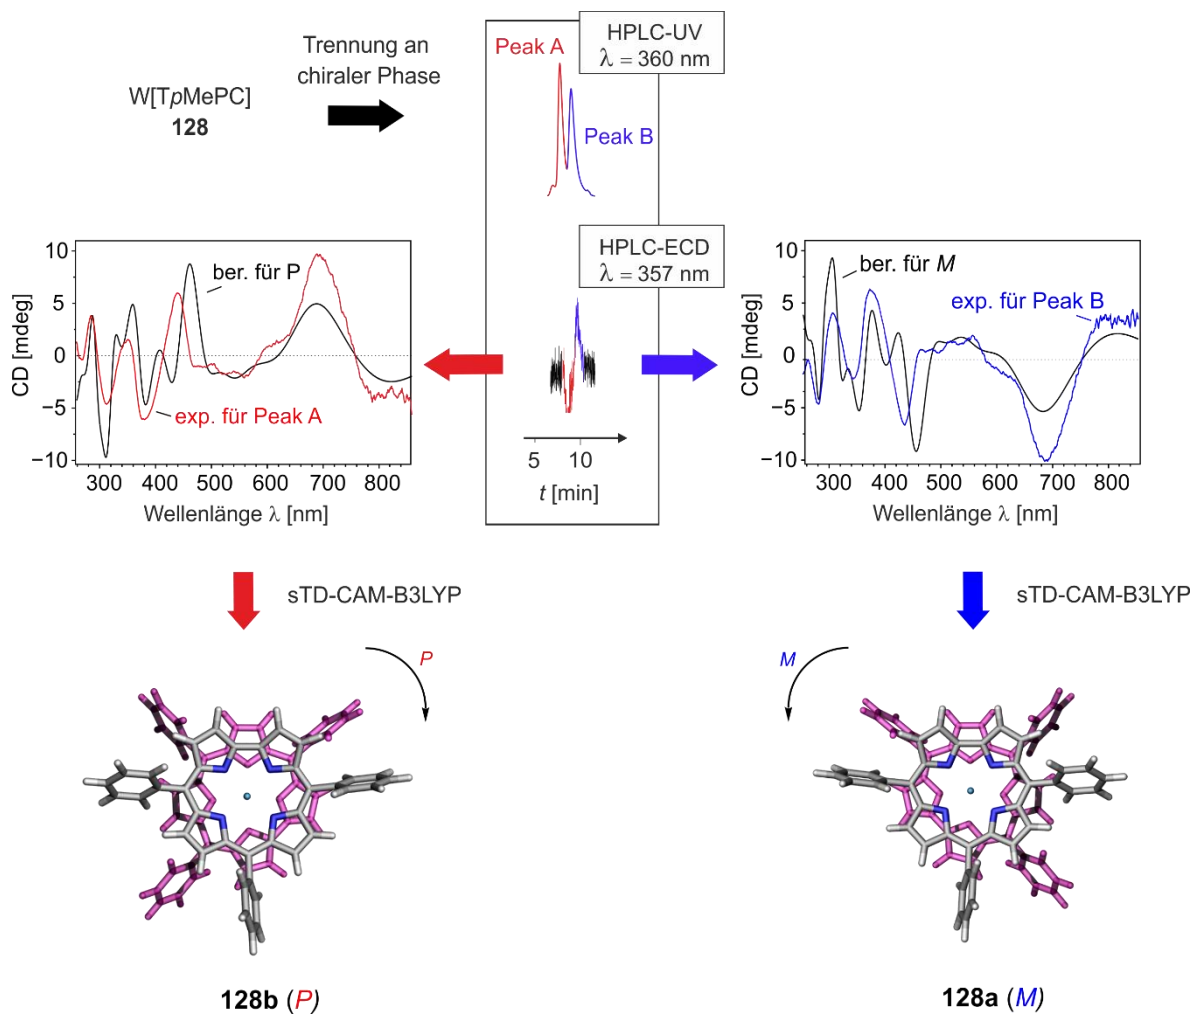 Trennung an
chiraler Phase
W[TpMePC]
128
HPLC-UV
λ = 360 nm
Peak A
Peak B
HPLC-ECD
λ = 357 nm
5
10
t [min]
CD [mdeg]
10
5
0
−5
−10
ber. für P
exp. für Peak A
300 400 500 600 700 800
Wellenlänge λ [nm]
CD [mdeg]
10
5
0
−5
−10
ber. für M
exp. für Peak B
300 400 500 600 700 800
Wellenlänge λ [nm]
sTD-CAM-B3LYP
sTD-CAM-B3LYP
P
M
128b (P)
128a (M)